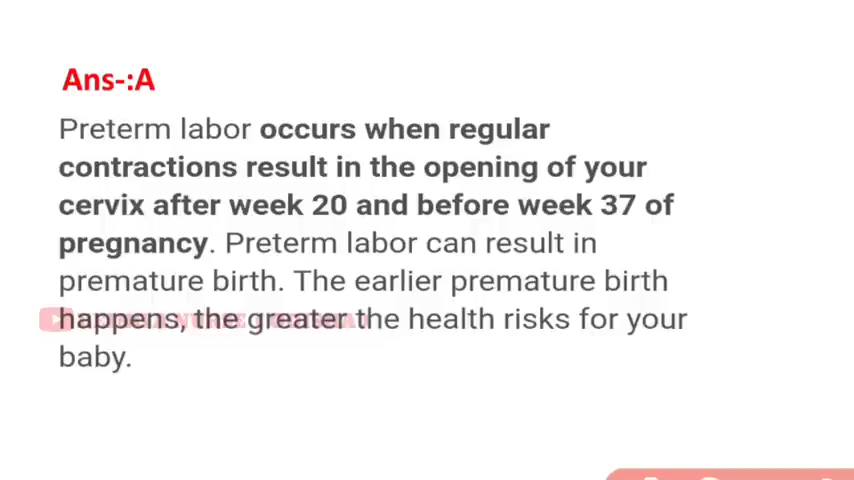 Ans-:A
Preterm labor occurs when regular
contractions result in the opening of your
cervix after week 20 and before week 37 of
pregnancy. Preterm labor can result in
premature birth. The earlier premature birth
happens, the greater the health risks for your
baby.